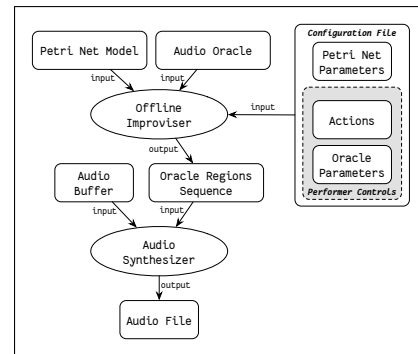 Configuration File
Petri Net Model
Audio Oracle
Petri Net
Parameters
input
input
Offline
Improviser
input
Actions
output
Audio
Buffer
Oracle Regions
Sequence
Oracle
Parameters
Performer Controls
input
input
Audio
Synthesizer
output
Audio File